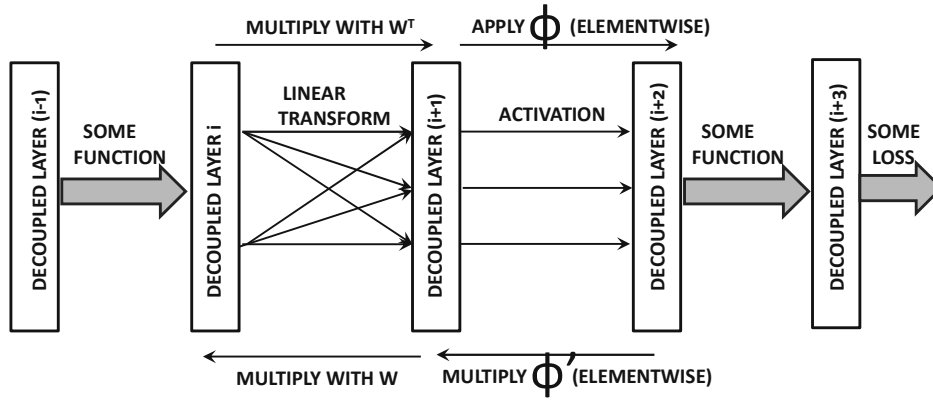 MULTIPLY WITH Wᵀ
APPLY ϕ (ELEMENTWISE)
DECOUPLED LAYER (i-1)
SOME
FUNCTION
DECOUPLED LAYER i
LINEAR
TRANSFORM
DECOUPLED LAYER (i+1)
ACTIVATION
DECOUPLED LAYER (i+2)
SOME
FUNCTION
DECOUPLED LAYER (i+3)
SOME
LOSS
MULTIPLY WITH W
MULTIPLY ϕ′ (ELEMENTWISE)